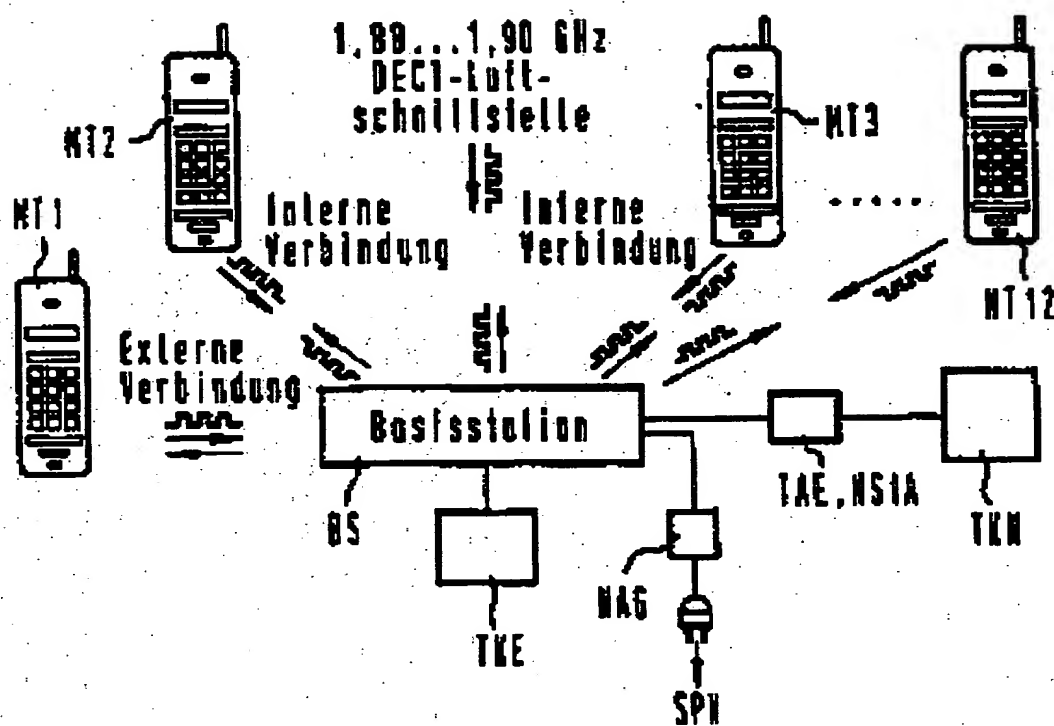 1,88...1,90 GHz
DECT-Luft-
schnittstelle
MT2
MT3
MT1
Interne
Verbindung
Interne
Verbindung
MT12
Externe
Verbindung
Basisstation
BS
TAE, NStA
TKN
NAG
TKE
SPN